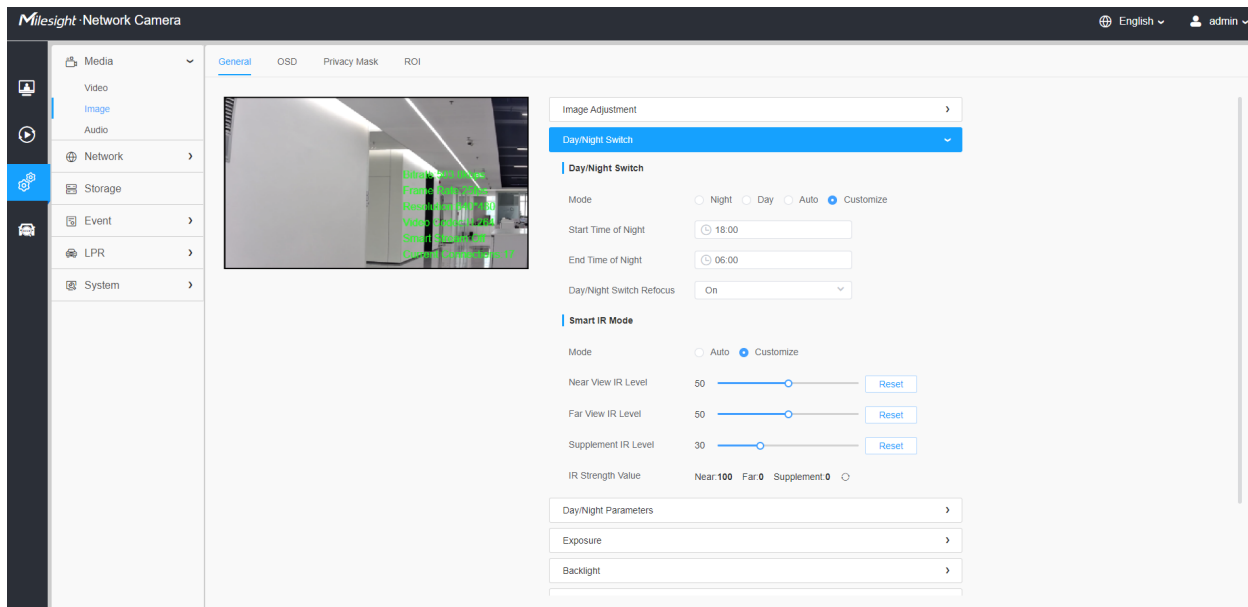 Milesight · Network Camera
English
admin
Media
Video
Image
Audio
Network
Storage
Event
LPR
System
General OSD Privacy Mask ROI
Image Adjustment
Day/Night Switch
Day/Night Switch
Mode Night Day Auto Customize
Start Time of Night 18:00
End Time of Night 06:00
Day/Night Switch Refocus On
Smart IR Mode
Mode Auto Customize
Near View IR Level 50 Reset
Far View IR Level 50 Reset
Supplement IR Level 30 Reset
IR Strength Value Near:100 Far:0 Supplement:0
Day/Night Parameters
Exposure
Backlight